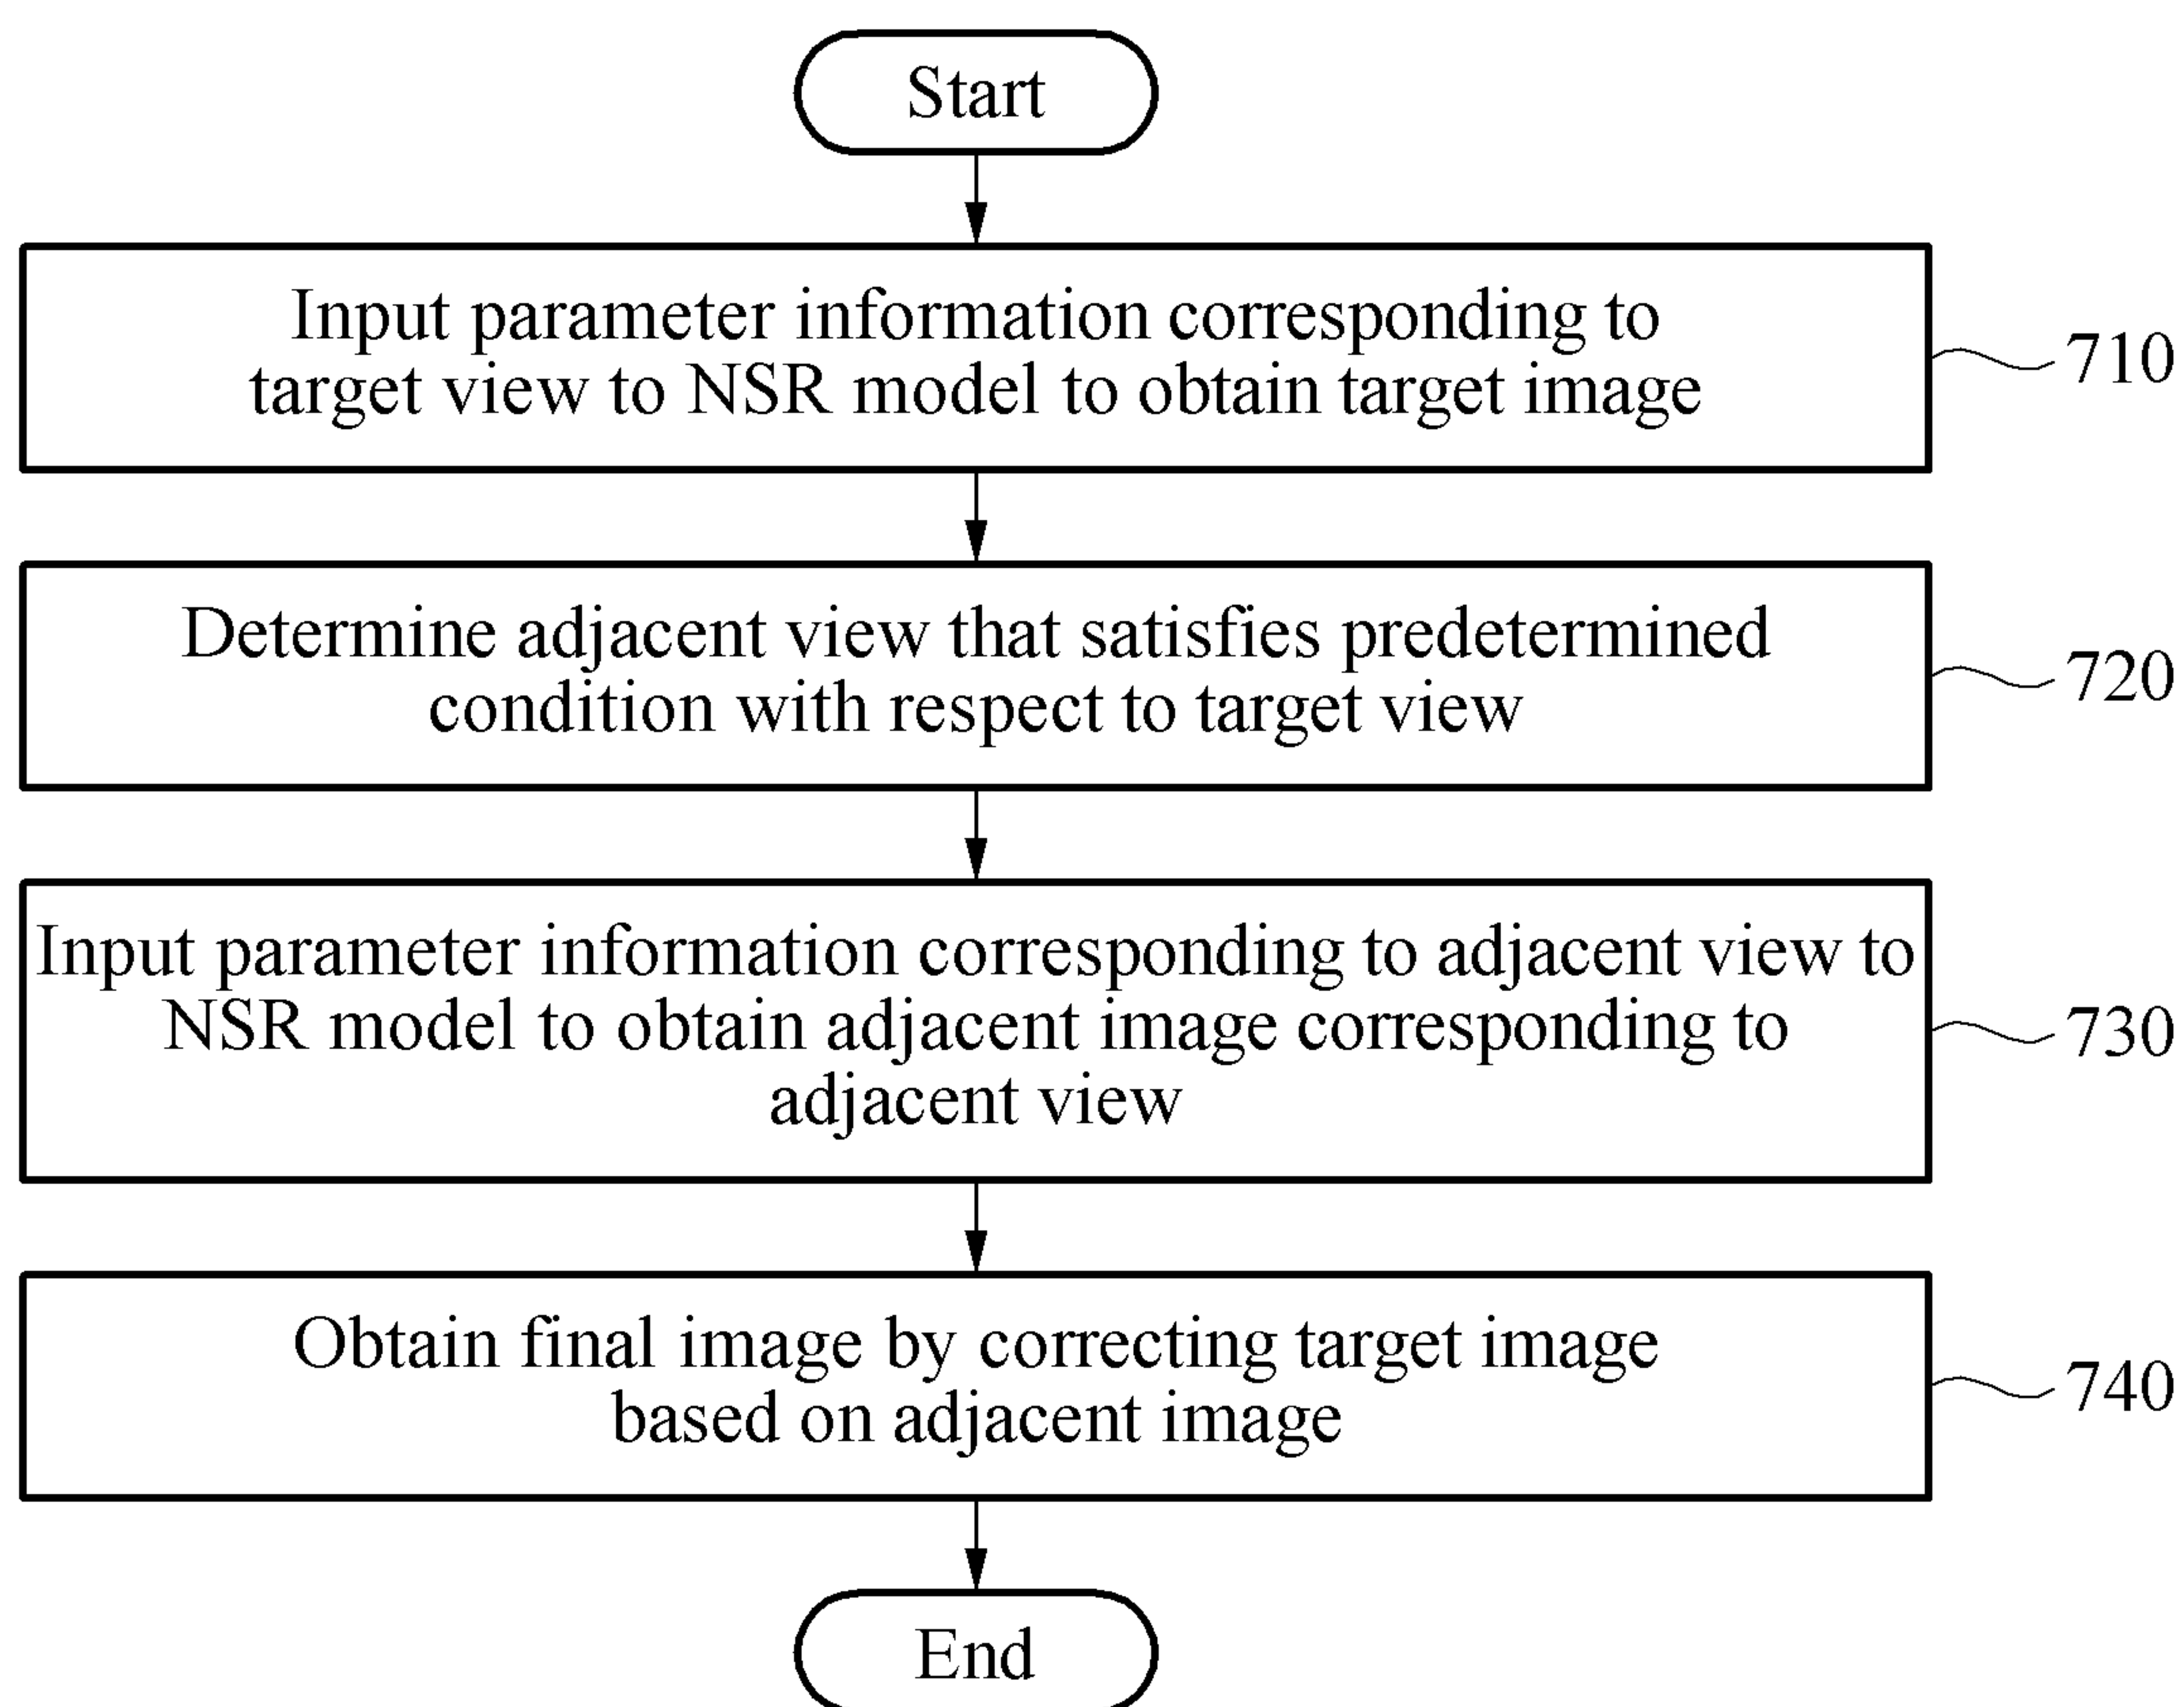 Start
Input parameter information corresponding to
target view to NSR model to obtain target image
710
Determine adjacent view that satisfies predetermined
condition with respect to target view
720
Input parameter information corresponding to adjacent view to
NSR model to obtain adjacent image corresponding to
adjacent view
730
Obtain final image by correcting target image
based on adjacent image
740
End